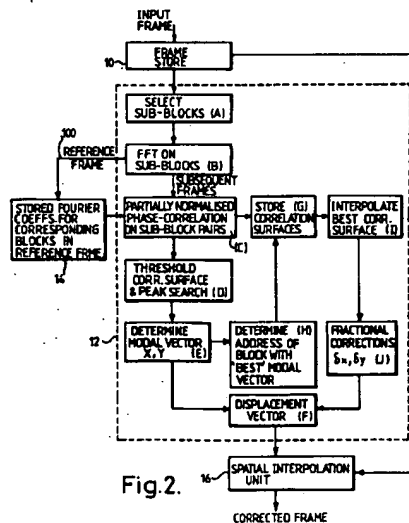 INPUT
FRAME
10
FRAME
STORE
SELECT
SUB-BLOCKS (A)
100
REFERENCE
FRAME
FFT ON
SUB-BLOCKS (B)
SUBSEQUENT
FRAMES
STORED FOURIER
COEFFS. FOR
CORRESPONDING
BLOCKS IN
REFERENCE FRME
14
PARTIALLY NORMALISED
PHASE-CORRELATION
ON SUB-BLOCK PAIRS
(C)
STORE (G)
CORRELATION
SURFACES
INTERPOLATE
BEST CORR.
SURFACE (I)
THRESHOLD
CORR. SURFACE
& PEAK SEARCH (D)
12
DETERMINE
MODAL VECTOR
X,Y (E)
DETERMINE (H)
ADDRESS OF
BLOCK WITH
"BEST" MODAL
VECTOR
FRACTIONAL
CORRECTIONS
δx, δy (J)
DISPLACEMENT
VECTOR (F)
Fig.2.
16
SPATIAL INTERPOLATION
UNIT
CORRECTED FRAME